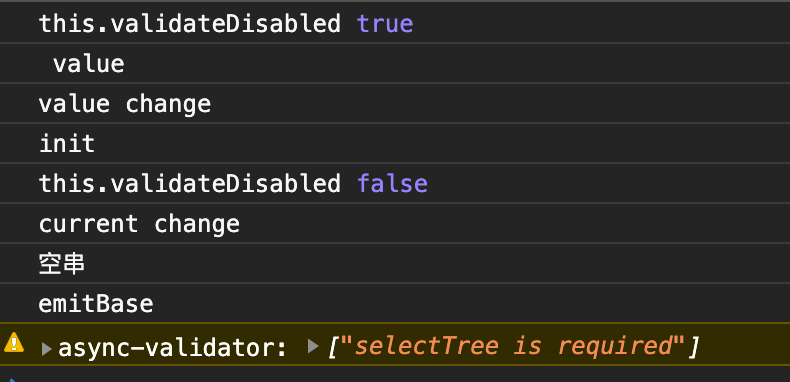 this.validateDisabled true
value
value change
init
this.validateDisabled false
current change
空串
emitBase
async-validator: ["selectTree is required"]